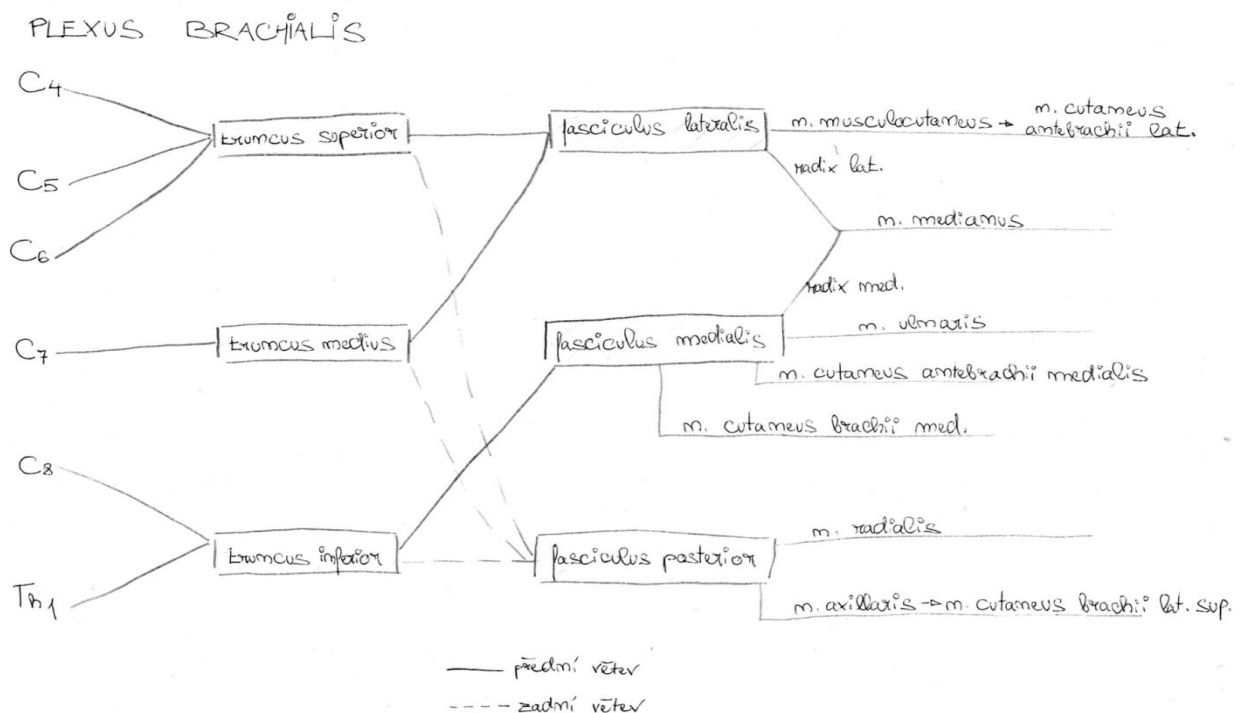 PLEXUS BRACHIALIS
C4
C5
C6
C7
C8
Th1
truncus superior
truncus medius
truncus inferior
fasciculus lateralis
fasciculus medialis
fasciculus posterior
n. musculocutaneus → n. cutaneus
antebrachii lat.
radix lat.
n. medianus
radix med.
n. ulnaris
n. cutaneus antebrachii medialis
n. cutaneus brachii med.
n. radialis
n. axillaris → n. cutaneus brachii lat. sup.
přední větev
zadní větev